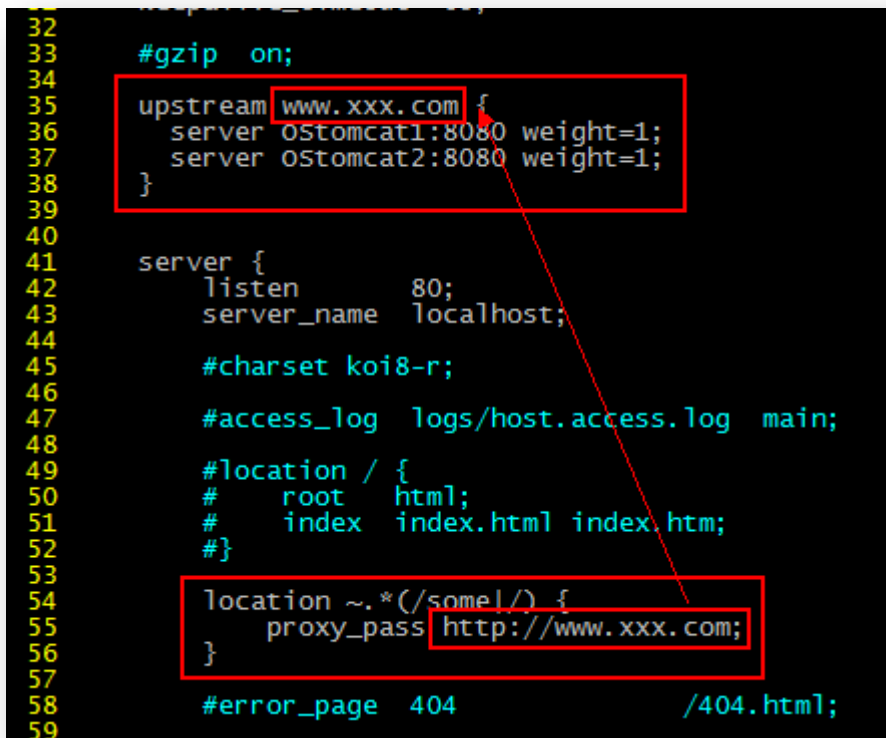 32
33 #gzip on;
34
35 upstream www.xxx.com {
36 server OStomcat1:8080 weight=1;
37 server OStomcat2:8080 weight=1;
38 }
39
40
41 server {
42 listen 80;
43 server_name localhost;
44
45 #charset koi8-r;
46
47 #access_log logs/host.access.log main;
48
49 #location / {
50 # root html;
51 # index index.html index.htm;
52 #}
53
54 location ~.*(/some|/) {
55 proxy_pass http://www.xxx.com;
56 }
57
58 #error_page 404 /404.html;
59